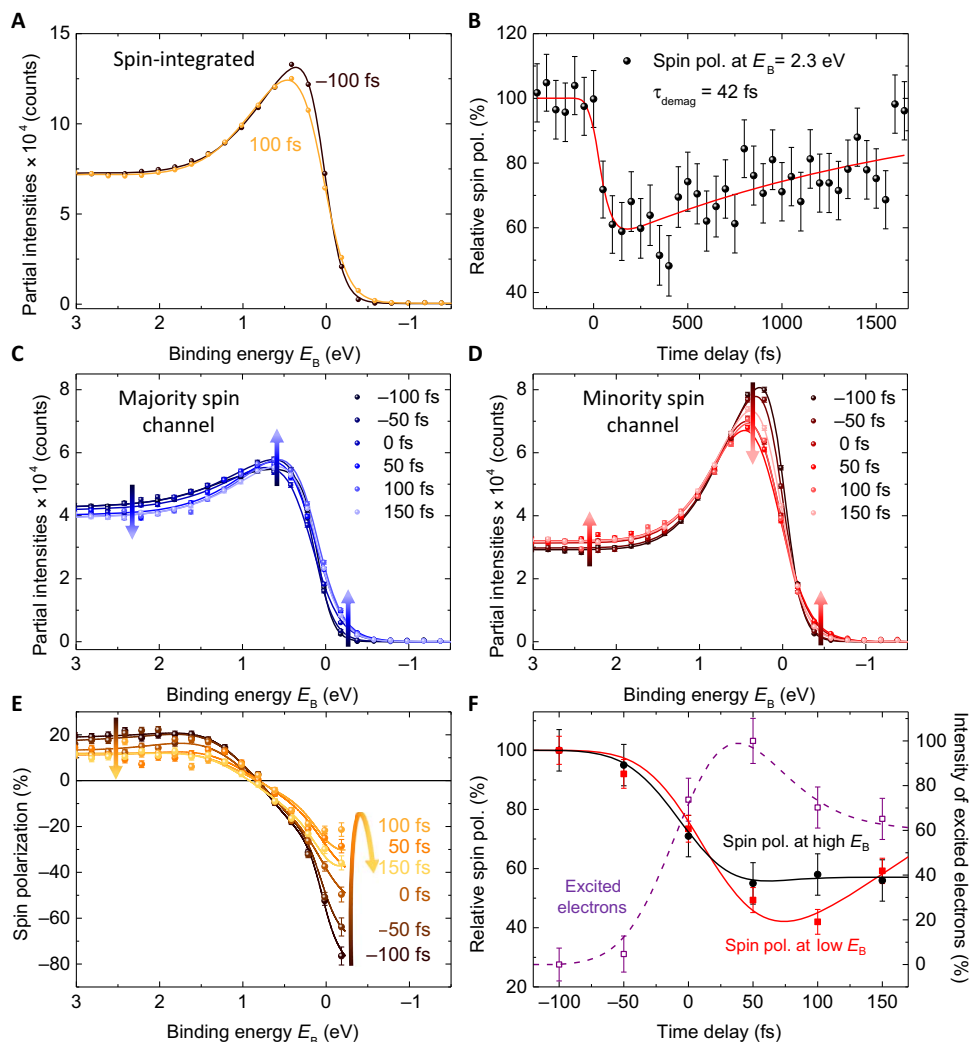 A
15
10
5
0
Partial intensities × 10⁴ (counts)
Spin-integrated
−100 fs
100 fs
3
2
1
0
−1
Binding energy E_B (eV)
B
120
100
80
60
40
Relative spin pol. (%)
Spin pol. at E_B = 2.3 eV
τ_demag = 42 fs
0
500
1000
1500
Time delay (fs)
C
8
6
4
2
0
Partial intensities × 10⁴ (counts)
Majority spin
channel
−100 fs
−50 fs
0 fs
50 fs
100 fs
150 fs
3
2
1
0
−1
Binding energy E_B (eV)
D
8
6
4
2
0
Partial intensities × 10⁴ (counts)
Minority spin
channel
−100 fs
−50 fs
0 fs
50 fs
100 fs
150 fs
3
2
1
0
−1
Binding energy E_B (eV)
E
20
0
−20
−40
−60
−80
Spin polarization (%)
100 fs
50 fs
150 fs
0 fs
−50 fs
−100 fs
3
2
1
0
−1
Binding energy E_B (eV)
F
100
80
60
40
20
Relative spin pol. (%)
Spin pol. at high E_B
Excited
electrons
Spin pol. at low E_B
100
80
60
40
20
0
Intensity of excited electrons (%)
−100
−50
0
50
100
150
Time delay (fs)